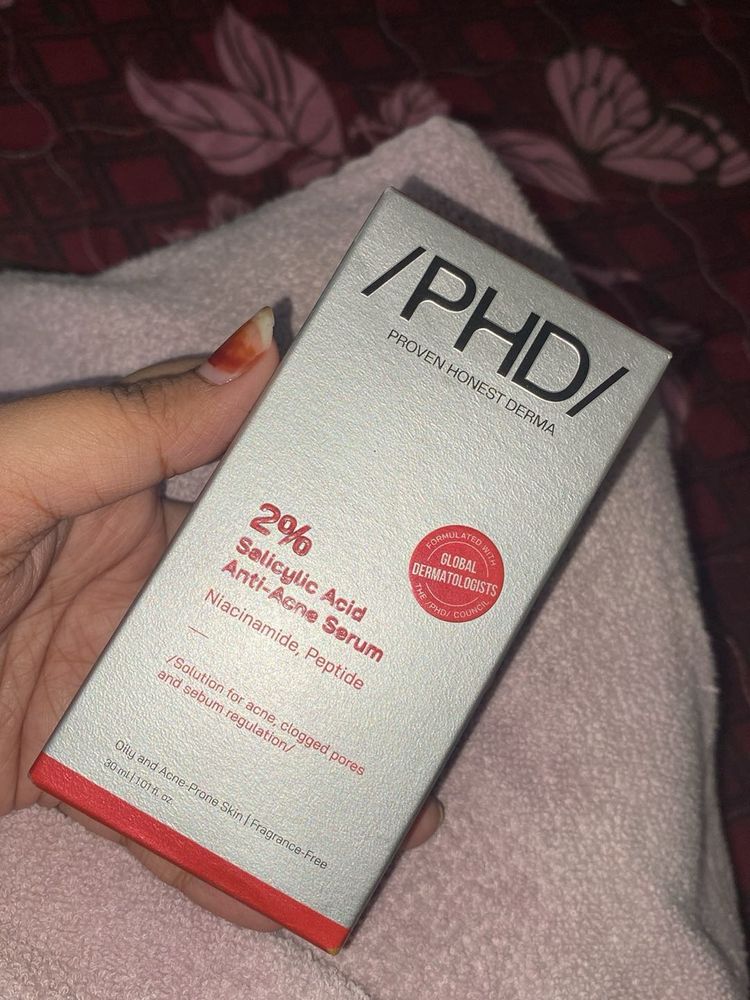 /PHD/
PROVEN HONEST DERMA
2%
Salicylic Acid
Anti-Acne Serum
Niacinamide, Peptide
/Solution for acne, clogged pores
and sebum regulation/
FORMULATED WITH
GLOBAL
DERMATOLOGISTS
THE /PHD/ COUNCIL
Oily and Acne-Prone Skin | Fragrance-Free
30 ml | 1.01 fl. oz